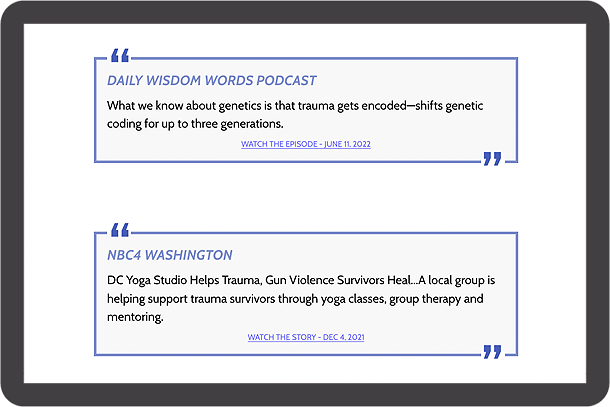 DAILY WISDOM WORDS PODCAST
What we know about genetics is that trauma gets encoded—shifts genetic
coding for up to three generations.
WATCH THE EPISODE - JUNE 11, 2022
NBC4 WASHINGTON
DC Yoga Studio Helps Trauma, Gun Violence Survivors Heal...A local group is
helping support trauma survivors through yoga classes, group therapy and
mentoring.
WATCH THE STORY - DEC 4, 2021